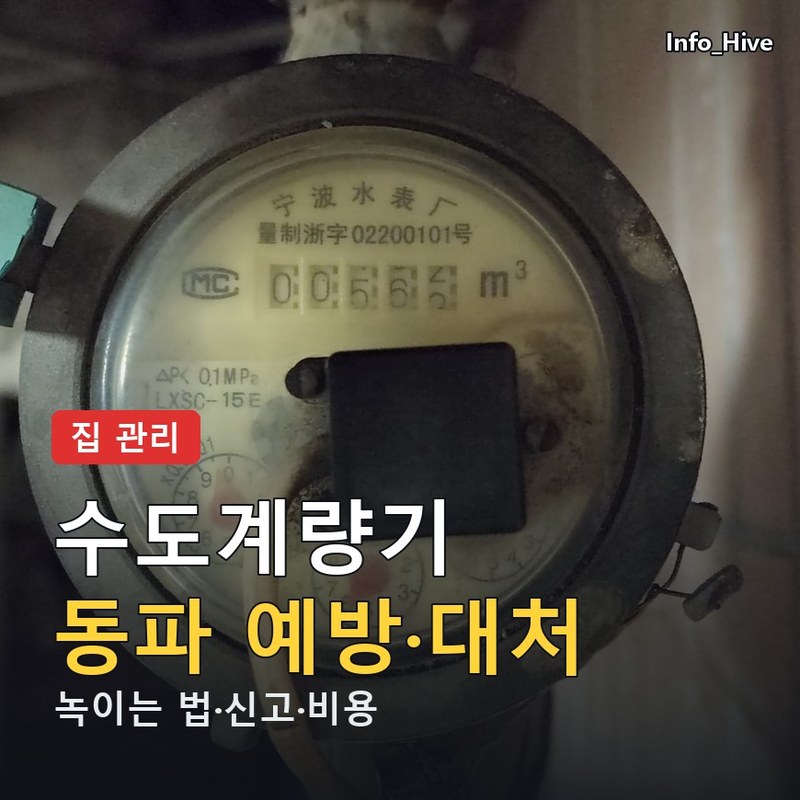 Info_Hive
宁波水表厂
量制浙字02200101号
MC 00565 m³
△P< 0.1MPa
LXSC-15E
집 관리
수도계량기
동파 예방·대처
녹이는 법·신고·비용